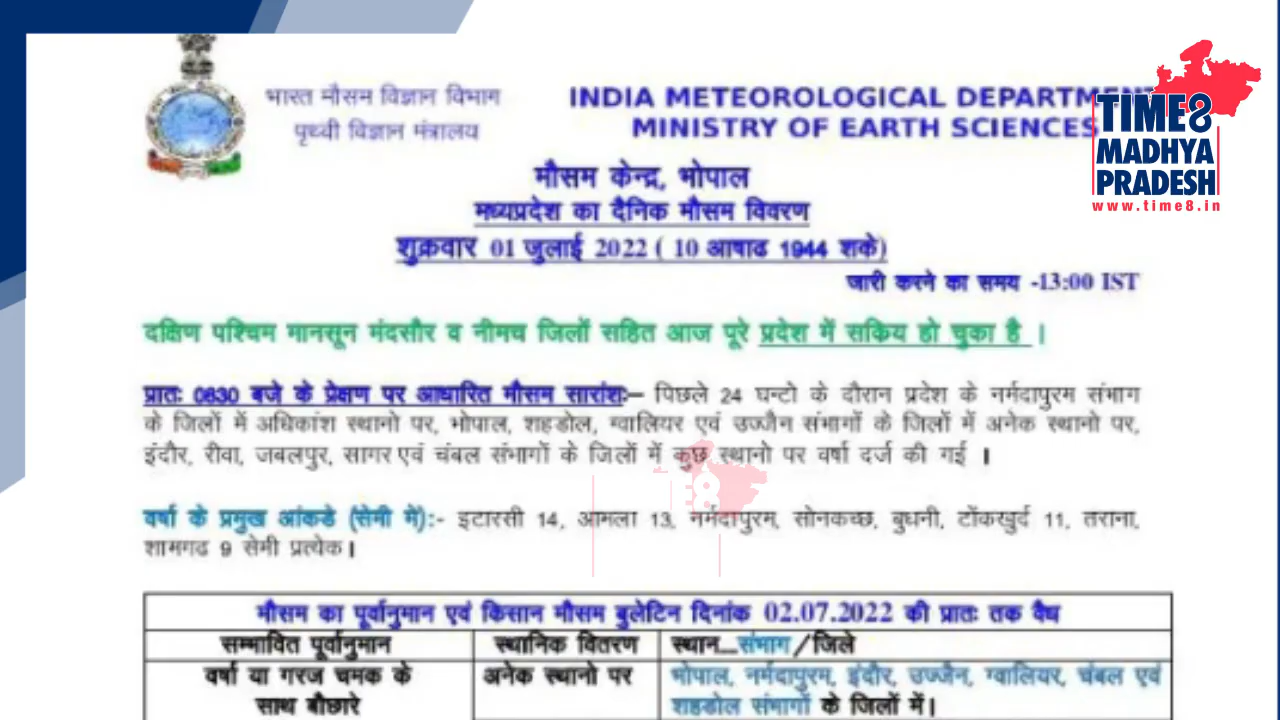 भारत मौसम विज्ञान विभाग
पृथ्वी विज्ञान मंत्रालय
INDIA METEOROLOGICAL DEPARTMENT
MINISTRY OF EARTH SCIENCES
TIME8
MADHYA
PRADESH
www.time8.in
मौसम केन्द्र, भोपाल
मध्यप्रदेश का दैनिक मौसम विवरण
शुक्रवार 01 जुलाई 2022 ( 10 आषाढ 1944 शके)
जारी करने का समय -13:00 IST
दक्षिण पश्चिम मानसून मंदसौर व नीमच जिलों सहित आज पूरे प्रदेश में सकिय हो चुका है ।
प्रातः 0830 बजे के प्रेक्षण पर आधारित मौसम सारांशः– पिछले 24 घन्टो के दौरान प्रदेश के नर्मदापुरम संभाग
के जिलों में अधिकांश स्थानो पर, भोपाल, शहडोल, ग्वालियर एवं उज्जैन संभागों के जिलों में अनेक स्थानो पर,
इंदौर, रीवा, जबलपुर, सागर एवं चंबल संभागों के जिलों में कुछ स्थानो पर वर्षा दर्ज की गई ।
वर्षा के प्रमुख आंकडे (सेमी में):- इटारसी 14, आमला 13, नर्मदापुरम, सोनकच्छ, बुधनी, टोंकखुर्द 11, तराना,
शामगढ 9 सेमी प्रत्येक।
मौसम का पूर्वानुमान एवं किसान मौसम बुलेटिन दिनांक 02.07.2022 की प्रातः तक वैध
सम्भावित पूर्वानुमान स्थानिक वितरण स्थान–संभाग/जिले
वर्षा या गरज चमक के अनेक स्थानो पर भोपाल, नर्मदापुरम, इंदौर, उज्जैन, ग्वालियर, चंबल एवं
साथ बौछारे शहडोल संभागों के जिलों में।